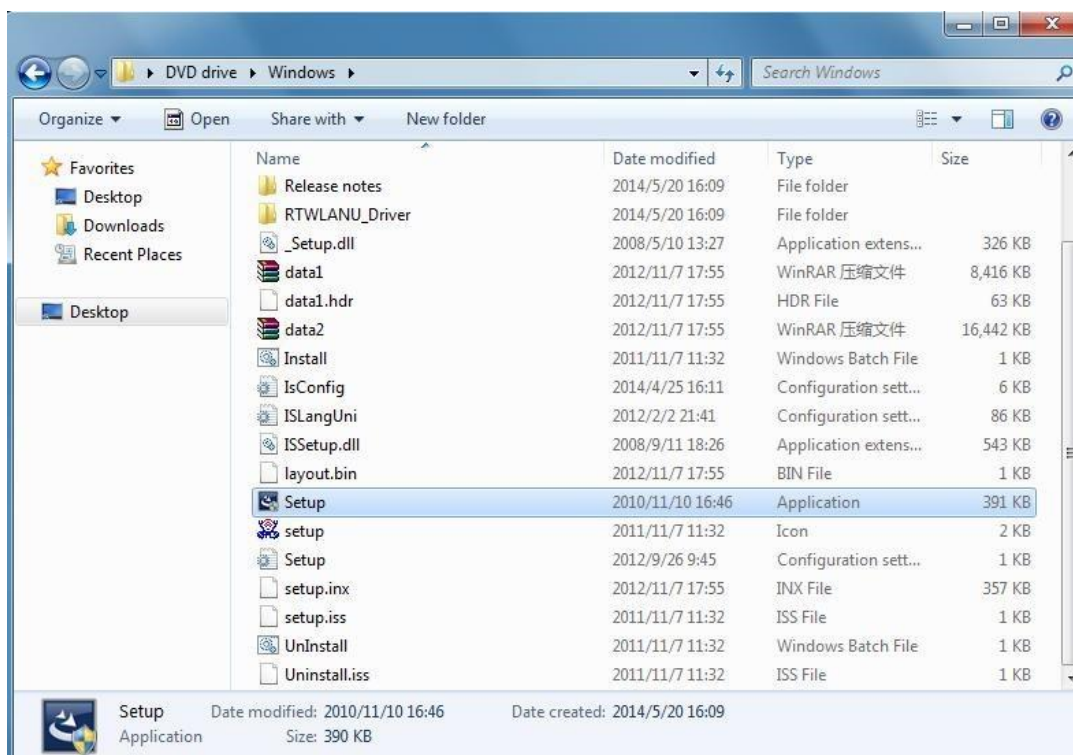 DVD drive Windows Search Windows
Organize Open Share with New folder
Favorites
Desktop
Downloads
Recent Places
Desktop
Name Date modified Type Size
Release notes 2014/5/20 16:09 File folder
RTWLANU_Driver 2014/5/20 16:09 File folder
_Setup.dll 2008/5/10 13:27 Application extens... 326 KB
data1 2012/11/7 17:55 WinRAR 压缩文件 8,416 KB
data1.hdr 2012/11/7 17:55 HDR File 63 KB
data2 2012/11/7 17:55 WinRAR 压缩文件 16,442 KB
Install 2011/11/7 11:32 Windows Batch File 1 KB
IsConfig 2014/4/25 16:11 Configuration sett... 6 KB
ISLangUni 2012/2/2 21:41 Configuration sett... 86 KB
ISSetup.dll 2008/9/11 18:26 Application extens... 543 KB
layout.bin 2012/11/7 17:55 BIN File 1 KB
Setup 2010/11/10 16:46 Application 391 KB
setup 2011/11/7 11:32 Icon 2 KB
Setup 2012/9/26 9:45 Configuration sett... 1 KB
setup.inx 2012/11/7 17:55 INX File 357 KB
setup.iss 2011/11/7 11:32 ISS File 1 KB
UnInstall 2011/11/7 11:32 Windows Batch File 1 KB
Uninstall.iss 2011/11/7 11:32 ISS File 1 KB
Setup Date modified: 2010/11/10 16:46 Date created: 2014/5/20 16:09
Application Size: 390 KB